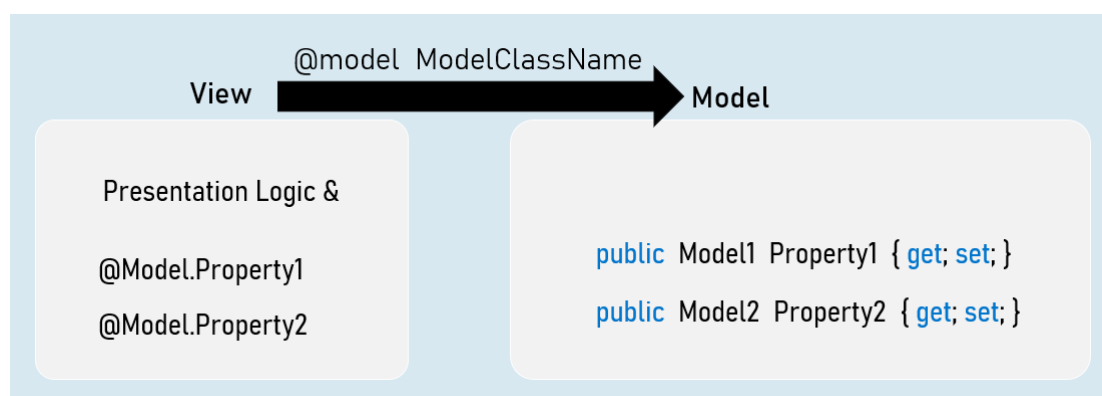 @model ModelClassName
View
Model
Presentation Logic &
@Model.Property1
@Model.Property2
public Model1 Property1 { get; set; }
public Model2 Property2 { get; set; }